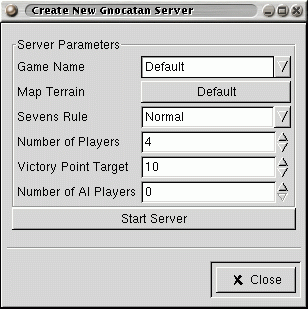 Create New Gnocatan Server
Server Parameters
Game Name Default
Map Terrain Default
Sevens Rule Normal
Number of Players 4
Victory Point Target 10
Number of AI Players 0
Start Server
Close